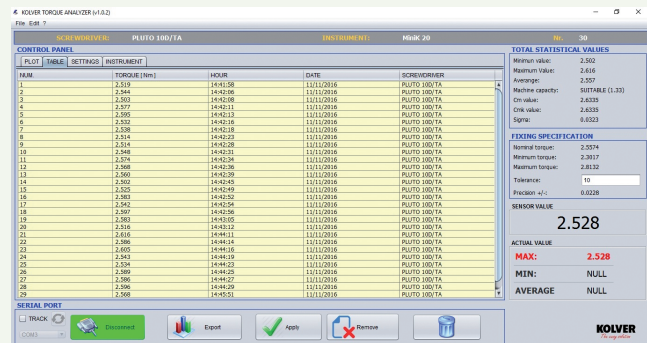 KOLVER TORQUE ANALYZER (v1.0.2)
File Edit ?
SCREWDRIVER: PLUTO 10D/TA INSTRUMENT: MiniK 20 Nr. 30
CONTROL PANEL
PLOT TABLE SETTINGS INSTRUMENT
NUM. TORQUE [Nm] HOUR DATE SCREWDRIVER
1 2.519 14:41:58 11/11/2016 PLUTO 10D/TA
2 2.544 14:42:06 11/11/2016 PLUTO 10D/TA
3 2.503 14:42:08 11/11/2016 PLUTO 10D/TA
4 2.577 14:42:11 11/11/2016 PLUTO 10D/TA
5 2.595 14:42:13 11/11/2016 PLUTO 10D/TA
6 2.532 14:42:16 11/11/2016 PLUTO 10D/TA
7 2.538 14:42:18 11/11/2016 PLUTO 10D/TA
8 2.514 14:42:23 11/11/2016 PLUTO 10D/TA
9 2.514 14:42:28 11/11/2016 PLUTO 10D/TA
10 2.548 14:42:31 11/11/2016 PLUTO 10D/TA
11 2.574 14:42:34 11/11/2016 PLUTO 10D/TA
12 2.568 14:42:36 11/11/2016 PLUTO 10D/TA
13 2.560 14:42:39 11/11/2016 PLUTO 10D/TA
14 2.502 14:42:45 11/11/2016 PLUTO 10D/TA
15 2.525 14:42:49 11/11/2016 PLUTO 10D/TA
16 2.583 14:42:52 11/11/2016 PLUTO 10D/TA
17 2.542 14:42:54 11/11/2016 PLUTO 10D/TA
18 2.597 14:42:56 11/11/2016 PLUTO 10D/TA
19 2.583 14:43:05 11/11/2016 PLUTO 10D/TA
20 2.516 14:43:12 11/11/2016 PLUTO 10D/TA
21 2.616 14:44:11 11/11/2016 PLUTO 10D/TA
22 2.586 14:44:14 11/11/2016 PLUTO 10D/TA
23 2.605 14:44:16 11/11/2016 PLUTO 10D/TA
24 2.543 14:44:19 11/11/2016 PLUTO 10D/TA
25 2.534 14:44:23 11/11/2016 PLUTO 10D/TA
26 2.589 14:44:25 11/11/2016 PLUTO 10D/TA
27 2.586 14:44:27 11/11/2016 PLUTO 10D/TA
28 2.596 14:44:29 11/11/2016 PLUTO 10D/TA
29 2.568 14:45:51 11/11/2016 PLUTO 10D/TA
TOTAL STATISTICAL VALUES
Minimun value: 2.502
Maximum Value: 2.616
Averange: 2.557
Machine capacity: SUITABLE (1.33)
Cm value: 2.6335
Cmk value: 2.6335
Sigma: 0.0323
FIXING SPECIFICATION
Nominal torque: 2.5574
Minimum torque: 2.3017
Maximum torque: 2.8132
Tolerance: 10
Precision +/-: 0.0228
SENSOR VALUE
2.528
ACTUAL VALUE
MAX: 2.528
MIN: NULL
AVERAGE NULL
SERIAL PORT
TRACK
COM3
Disconnect
Export
Apply
Remove
KOLVER